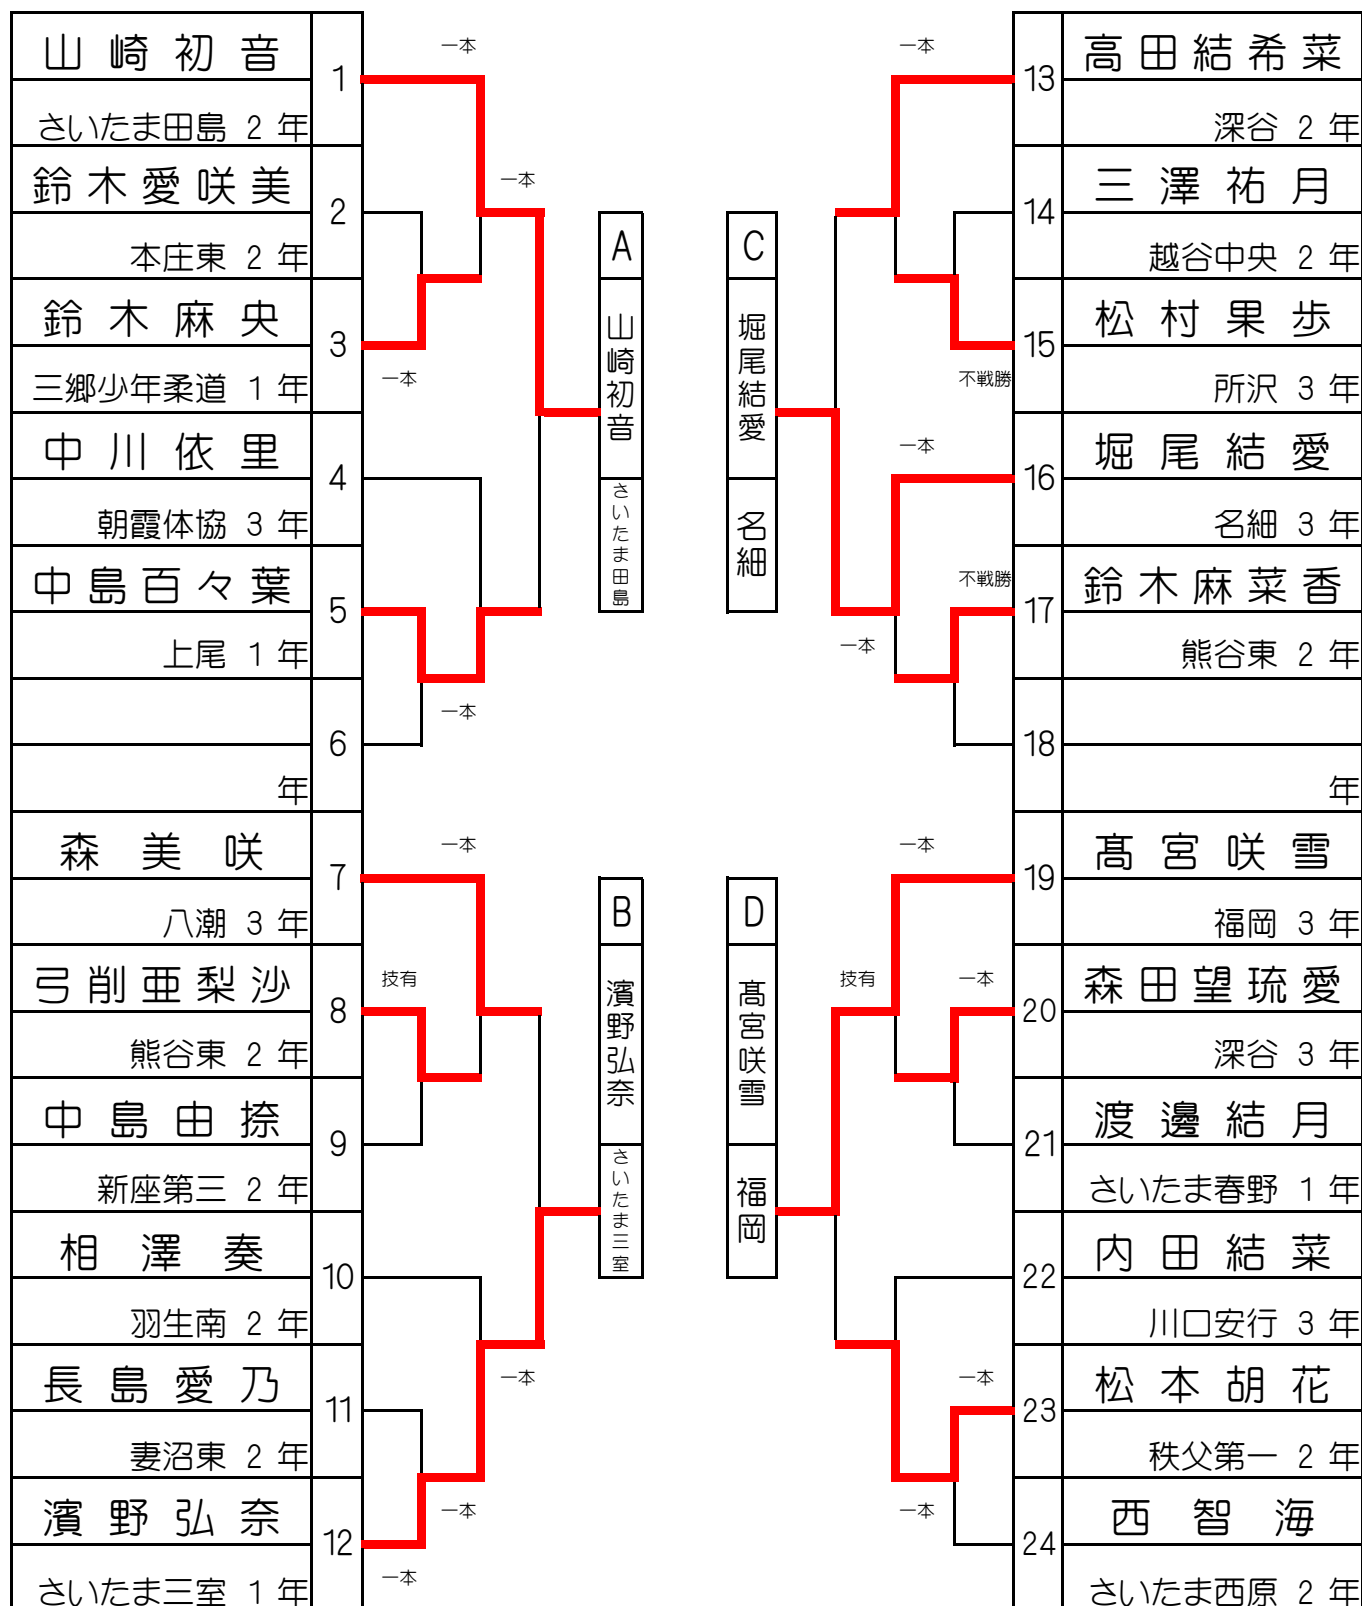 山崎初音
1
さいたま田島 2 年
鈴木愛咲美
2
本庄東 2 年
鈴木麻央
3
三郷少年柔道 1 年
中川依里
4
朝霞体協 3 年
中島百々葉
5
上尾 1 年
6
年
森美咲
7
八潮 3 年
弓削亜梨沙
8
熊谷東 2 年
中島由捺
9
新座第三 2 年
相澤奏
10
羽生南 2 年
長島愛乃
11
妻沼東 2 年
濱野弘奈
12
さいたま三室 1 年
一本
一本
一本
一本
一本
技有
一本
一本
一本
A
山崎初音
さいたま田島
B
濱野弘奈
さいたま三室
C
堀尾結愛
名細
D
髙宮咲雪
福岡
一本
不戦勝
一本
不戦勝
一本
一本
技有
一本
一本
一本
高田結希菜
13
深谷 2 年
三澤祐月
14
越谷中央 2 年
松村果歩
15
所沢 3 年
堀尾結愛
16
名細 3 年
鈴木麻菜香
17
熊谷東 2 年
18
年
髙宮咲雪
19
福岡 3 年
森田望琉愛
20
深谷 3 年
渡邊結月
21
さいたま春野 1 年
内田結菜
22
川口安行 3 年
松本胡花
23
秩父第一 2 年
西智海
24
さいたま西原 2 年